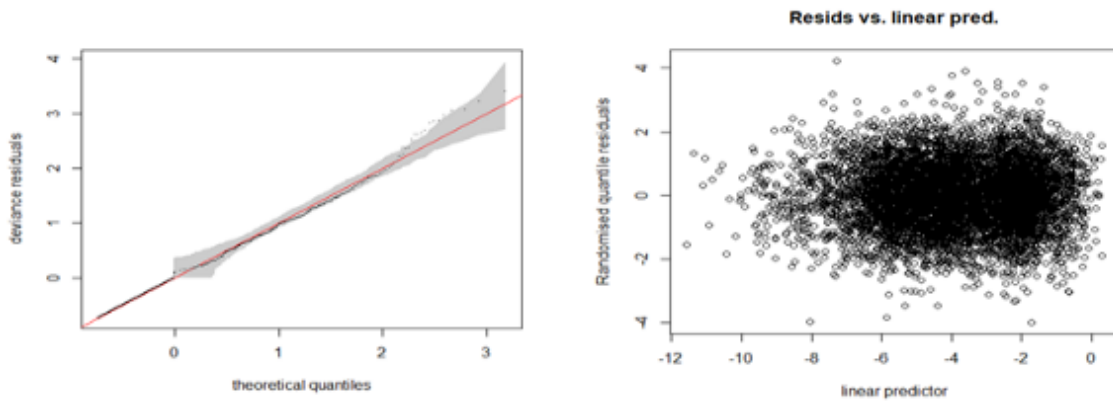 deviance residuals
4
3
2
1
0
0 1 2 3
theoretical quantiles
Resids vs. linear pred.
Randomised quantile residuals
4
2
0
-2
-4
-12 -10 -8 -6 -4 -2 0
linear predictor